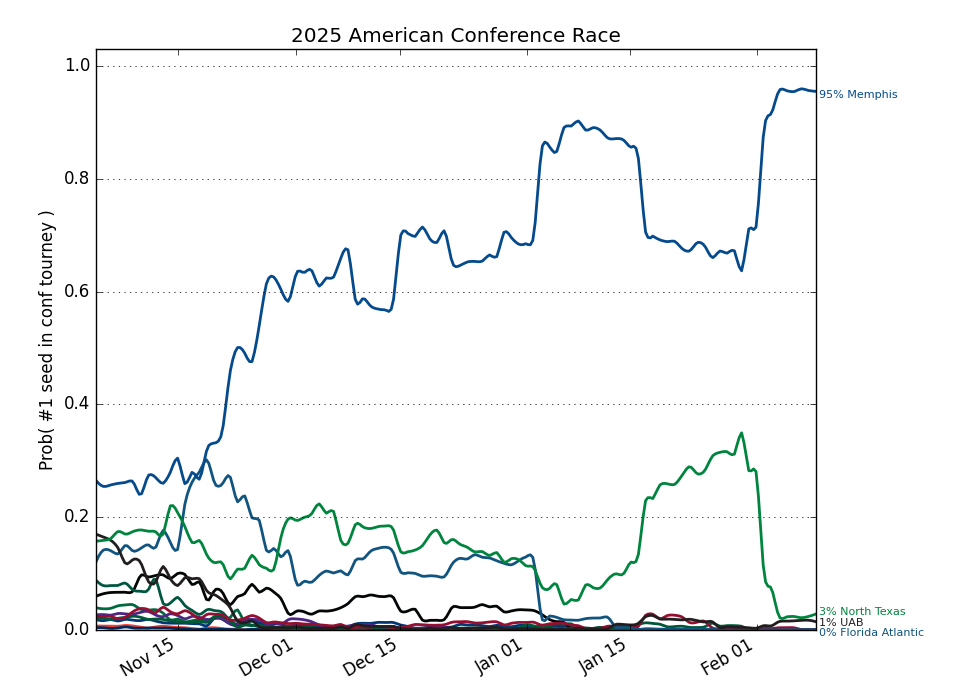 2025 American Conference Race
Prob( #1 seed in conf tourney )
1.0
0.8
0.6
0.4
0.2
0.0
Nov 15
Dec 01
Dec 15
Jan 01
Jan 15
Feb 01
95% Memphis
3% North Texas
1% UAB
0% Florida Atlantic